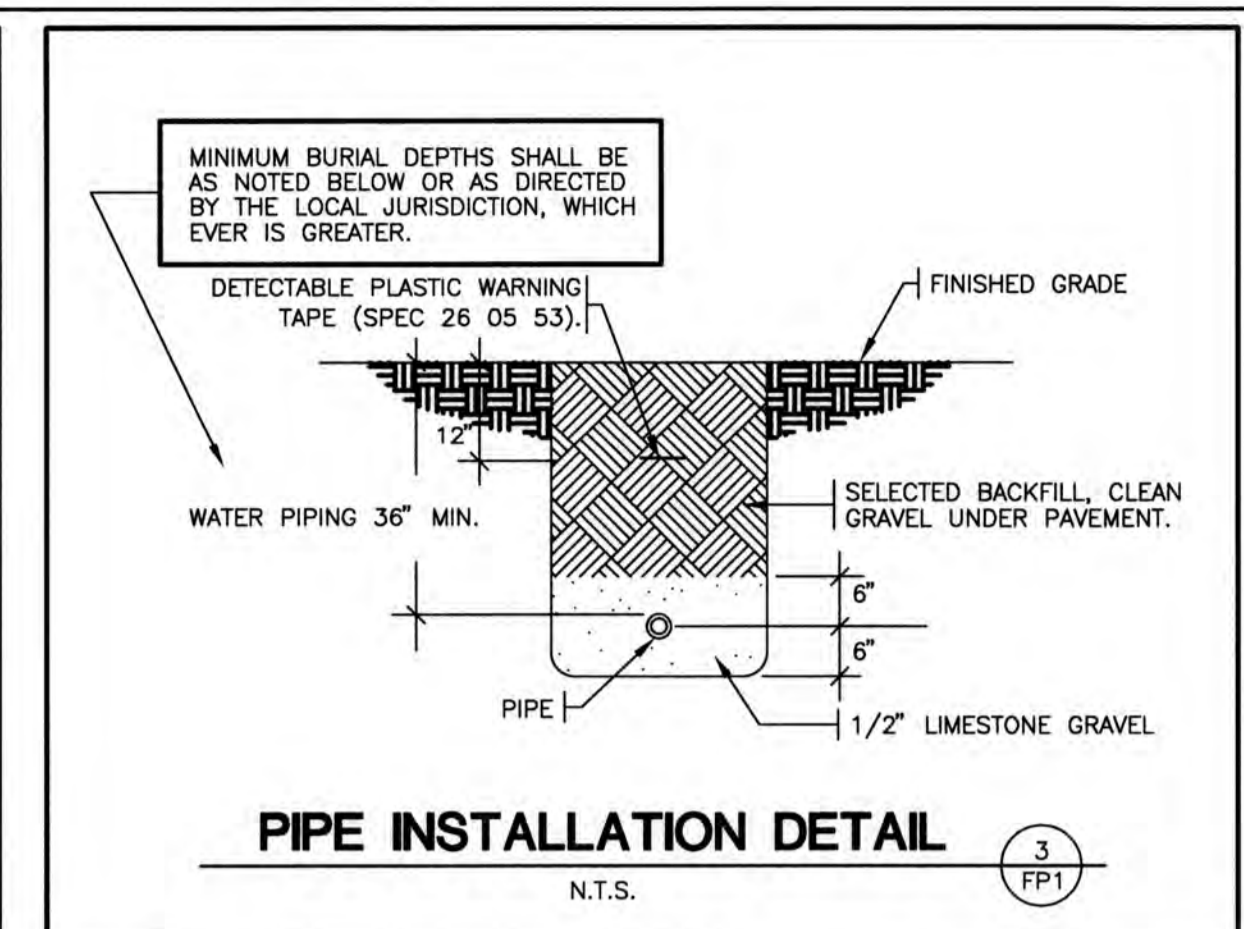 MINIMUM BURIAL DEPTHS SHALL BE
AS NOTED BELOW OR AS DIRECTED
BY THE LOCAL JURISDICTION, WHICH
EVER IS GREATER.
DETECTABLE PLASTIC WARNING
TAPE (SPEC 26 05 53).
FINISHED GRADE
12"
WATER PIPING 36" MIN.
SELECTED BACKFILL, CLEAN
GRAVEL UNDER PAVEMENT.
6"
6"
PIPE
1/2" LIMESTONE GRAVEL
PIPE INSTALLATION DETAIL
3
FP1
N.T.S.